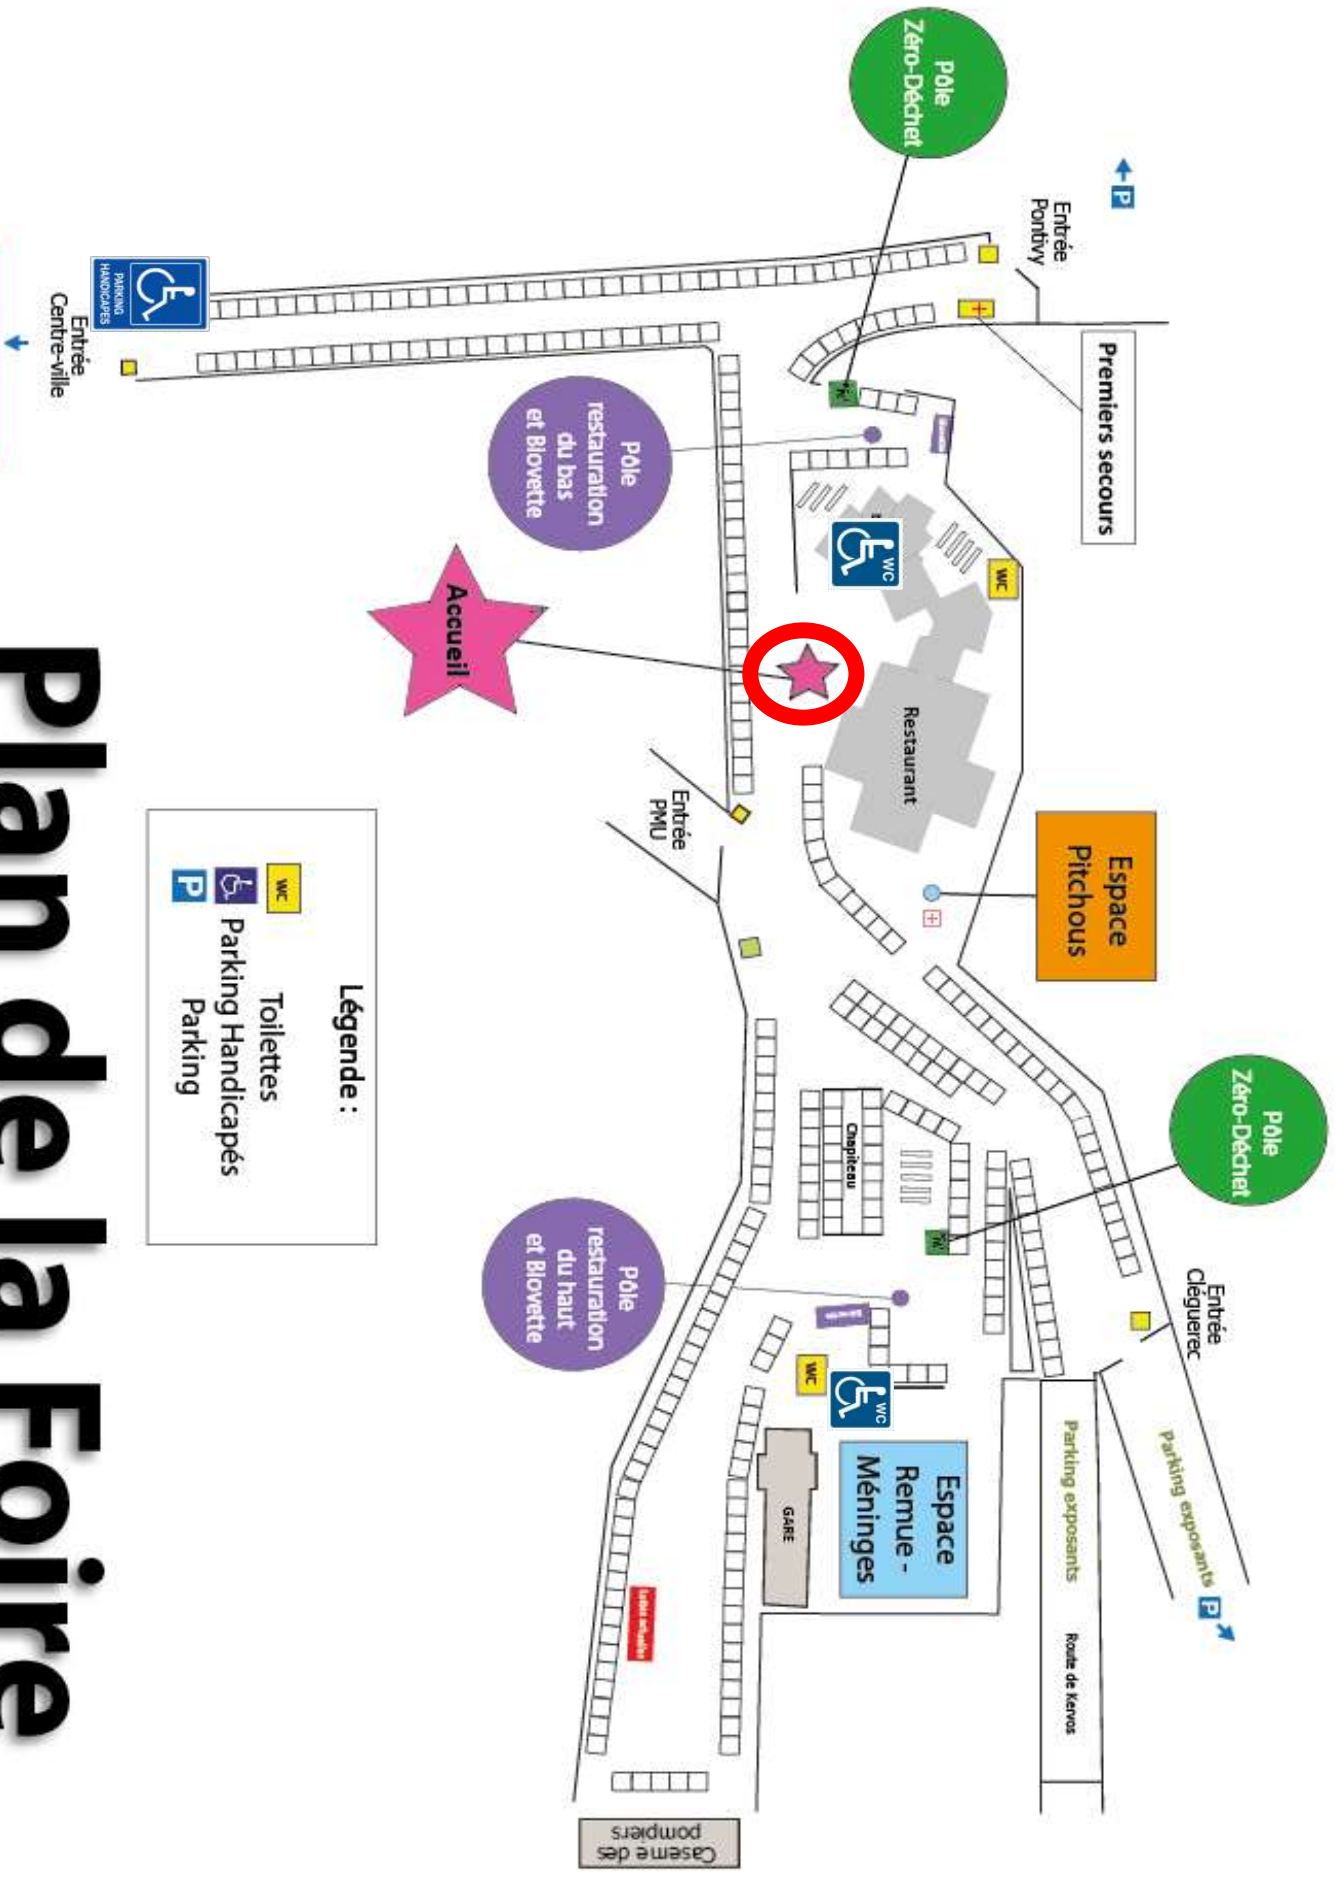 Plan de la Foire
Pôle
Zéro-Déchet
P
Entrée
Pontivy
Premiers secours
PARKING
HANDICAPES
Entrée
Centre-ville
Pôle
restauration
du bas
et Blovette
WC
WC
Accueil
Restaurant
Entrée
PMU
Espace
Pitchous
Pôle
Zéro-Déchet
Chapiteau
Entrée
Cléguerec
Pôle
restauration
du haut
et Blovette
WC
WC
Espace
Remue -
Méninges
GARE
Parking exposants
P
Parking exposants
Route de Kervos
Caserne des
pompiers
Légende :
WC
Toilettes
Parking Handicapés
P
Parking